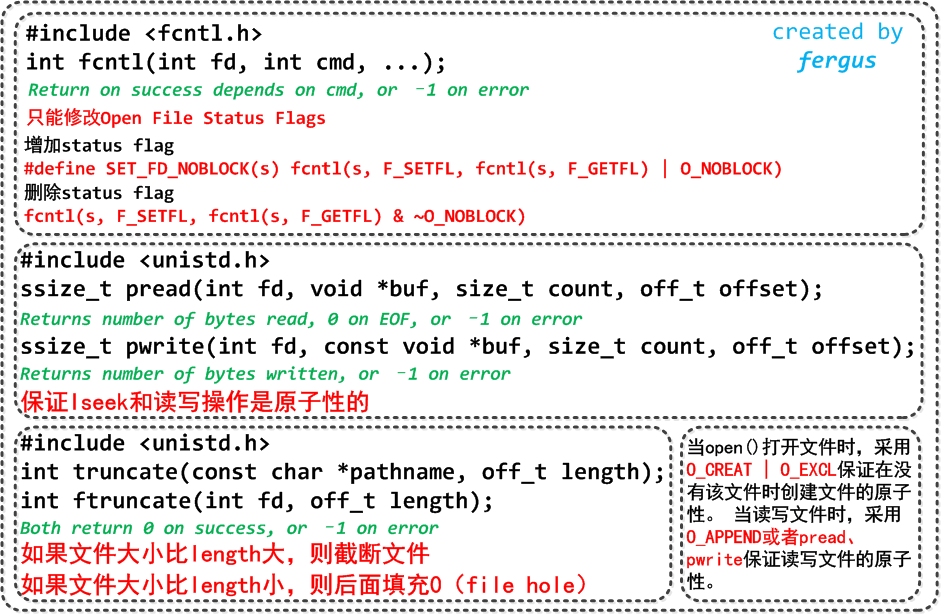 #include <fcntl.h>
created by
fergus
int fcntl(int fd, int cmd, ...);
Return on success depends on cmd, or –1 on error
只能修改Open File Status Flags
增加status flag
#define SET_FD_NOBLOCK(s) fcntl(s, F_SETFL, fcntl(s, F_GETFL) | O_NOBLOCK)
删除status flag
fcntl(s, F_SETFL, fcntl(s, F_GETFL) & ~O_NOBLOCK)
#include <unistd.h>
ssize_t pread(int fd, void *buf, size_t count, off_t offset);
Returns number of bytes read, 0 on EOF, or –1 on error
ssize_t pwrite(int fd, const void *buf, size_t count, off_t offset);
Returns number of bytes written, or –1 on error
保证lseek和读写操作是原子性的
#include <unistd.h>
int truncate(const char *pathname, off_t length);
int ftruncate(int fd, off_t length);
Both return 0 on success, or –1 on error
如果文件大小比length大，则截断文件
如果文件大小比length小，则后面填充0（file hole）
当open()打开文件时，采用
O_CREAT | O_EXCL保证在没
有该文件时创建文件的原子
性。 当读写文件时，采用
O_APPEND或者pread、
pwrite保证读写文件的原子
性。